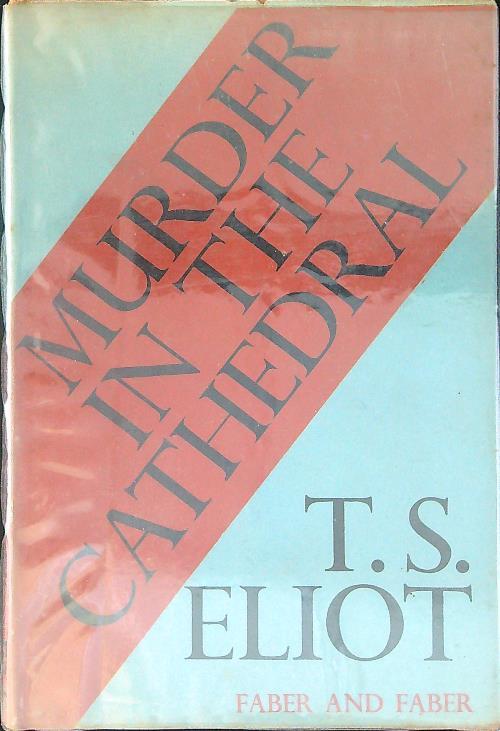 MURDER
IN THE
CATHEDRAL
T. S.
ELIOT
FABER AND FABER